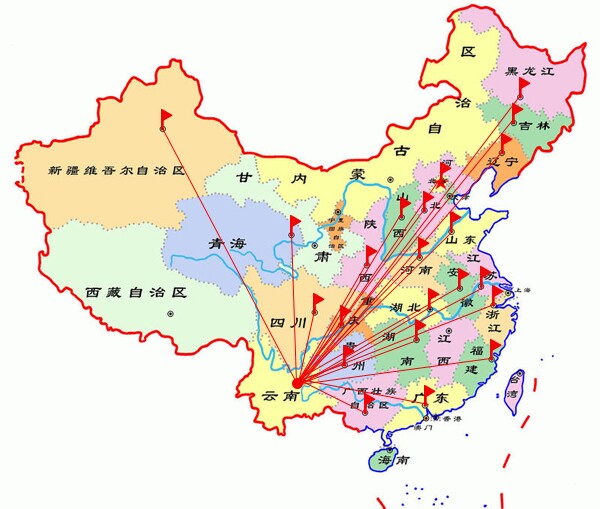 黑龙江
吉林
辽宁
内蒙古自治区
新疆维吾尔自治区
甘肃
青海
西藏自治区
宁夏回族自治区
陕西
山西
河北
北京
天津
山东
河南
江苏
安徽
上海
四川
重庆
湖北
浙江
湖南
江西
贵州
福建
云南
广西壮族自治区
广东
香港
澳门
台湾
海南